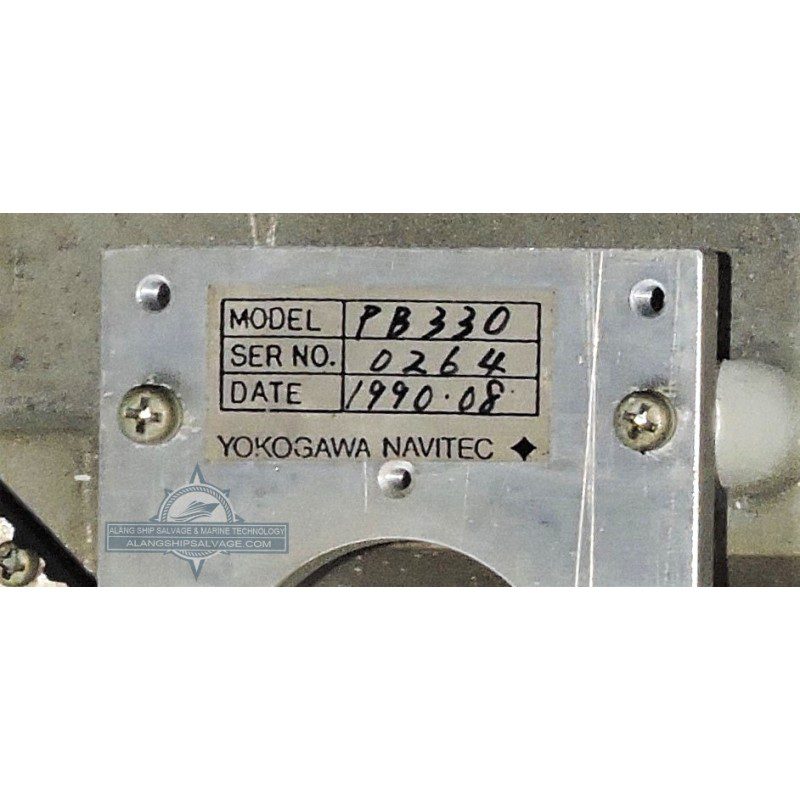 MODEL PB330
SER NO. 0264
DATE 1990.08
YOKOGAWA NAVITEC
ALANG SHIP SALVAGE & MARINE TECHNOLOGY
ALANGSHIPSALVAGE.COM